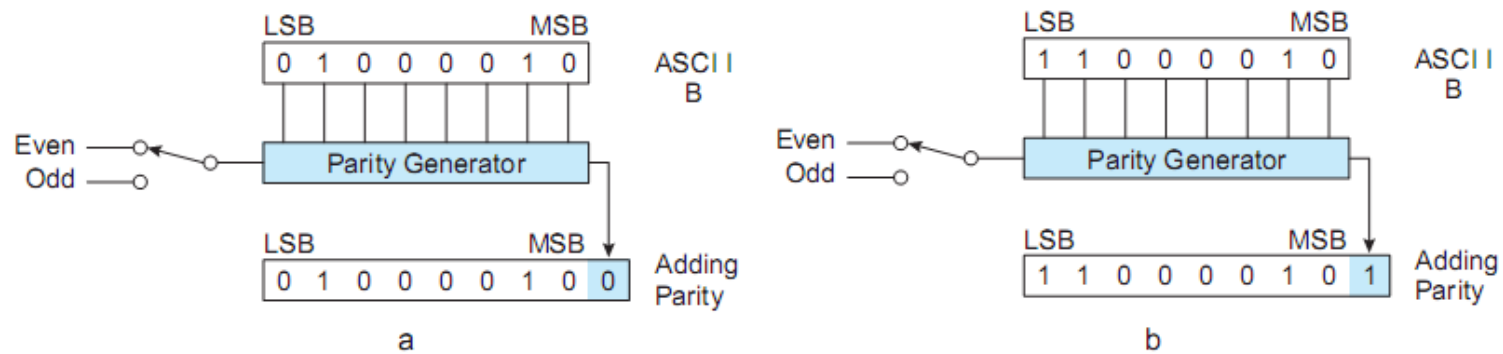 LSB MSB
0 1 0 0 0 0 1 0
ASCI I
B
Even
Odd
Parity Generator
LSB MSB
0 1 0 0 0 0 1 0 0
Adding
Parity
a
LSB MSB
1 1 0 0 0 0 1 0
ASCI I
B
Even
Odd
Parity Generator
LSB MSB
1 1 0 0 0 0 1 0 1
Adding
Parity
b